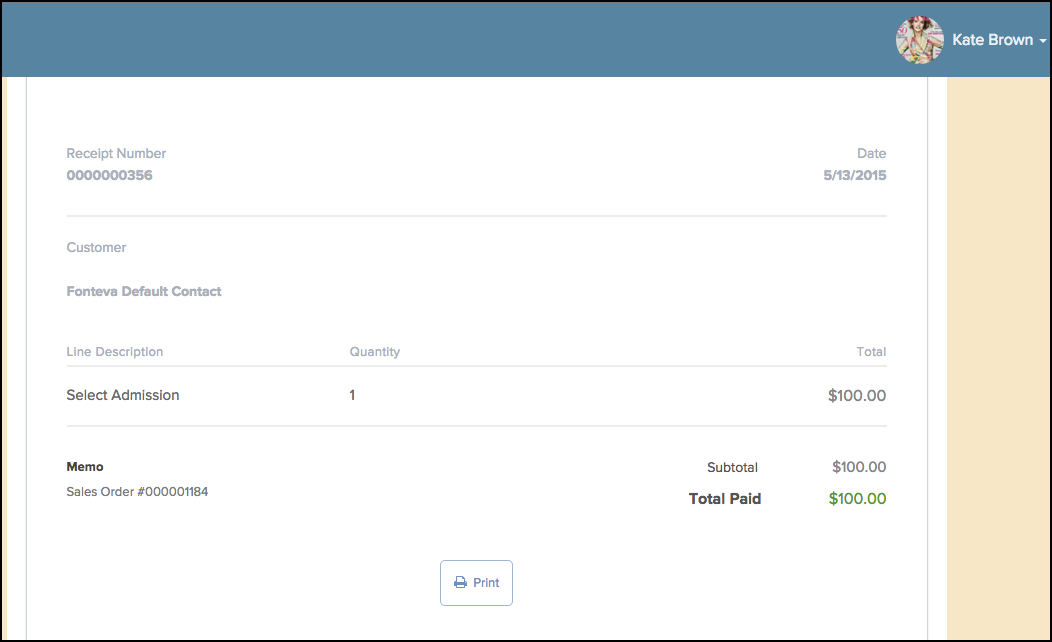 Kate Brown
Receipt Number Date
0000000356 5/13/2015
Customer
Fonteva Default Contact
Line Description Quantity Total
Select Admission 1 $100.00
Memo Subtotal $100.00
Sales Order #000001184 Total Paid $100.00
Print